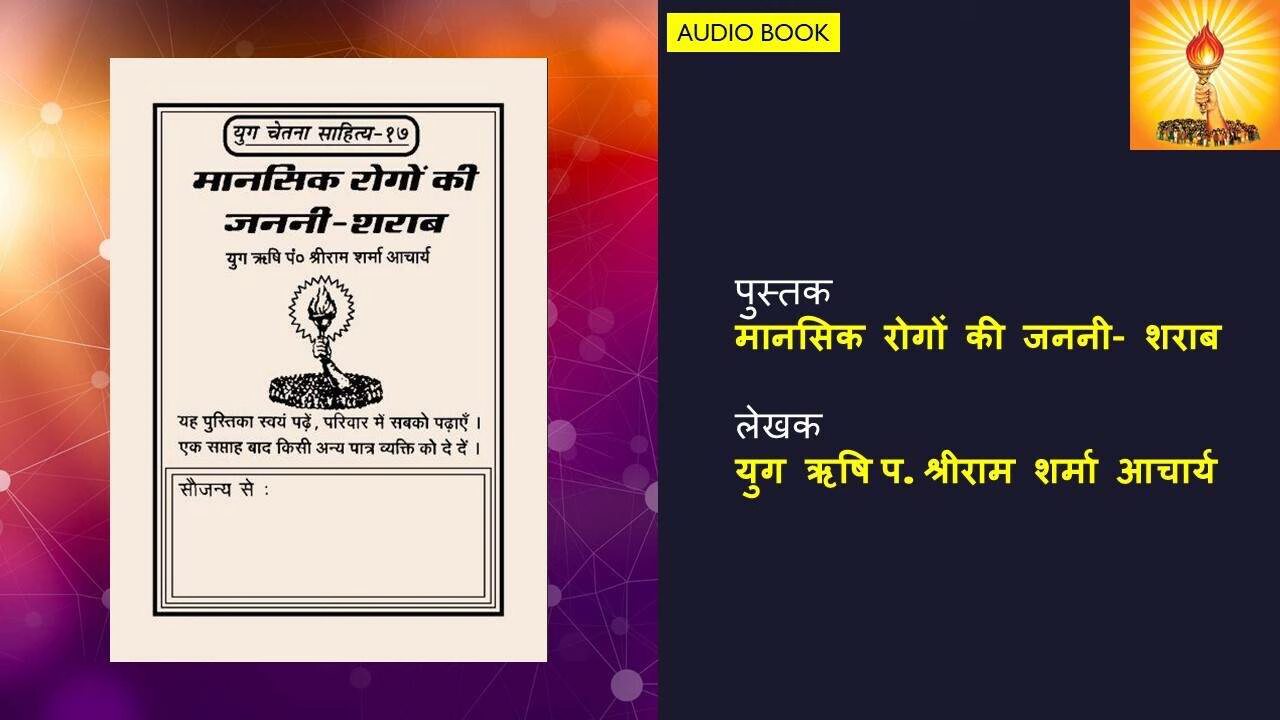 युग चेतना साहित्य-१७
मानसिक रोगों की
जननी-शराब
युग ऋषि पं० श्रीराम शर्मा आचार्य
यह पुस्तिका स्वयं पढ़ें, परिवार में सबको पढ़ाएँ ।
एक सप्ताह बाद किसी अन्य पात्र व्यक्ति को दे दें ।
सौजन्य से :
AUDIO BOOK
पुस्तक
मानसिक रोगों की जननी- शराब
लेखक
युग ऋषि प. श्रीराम शर्मा आचार्य